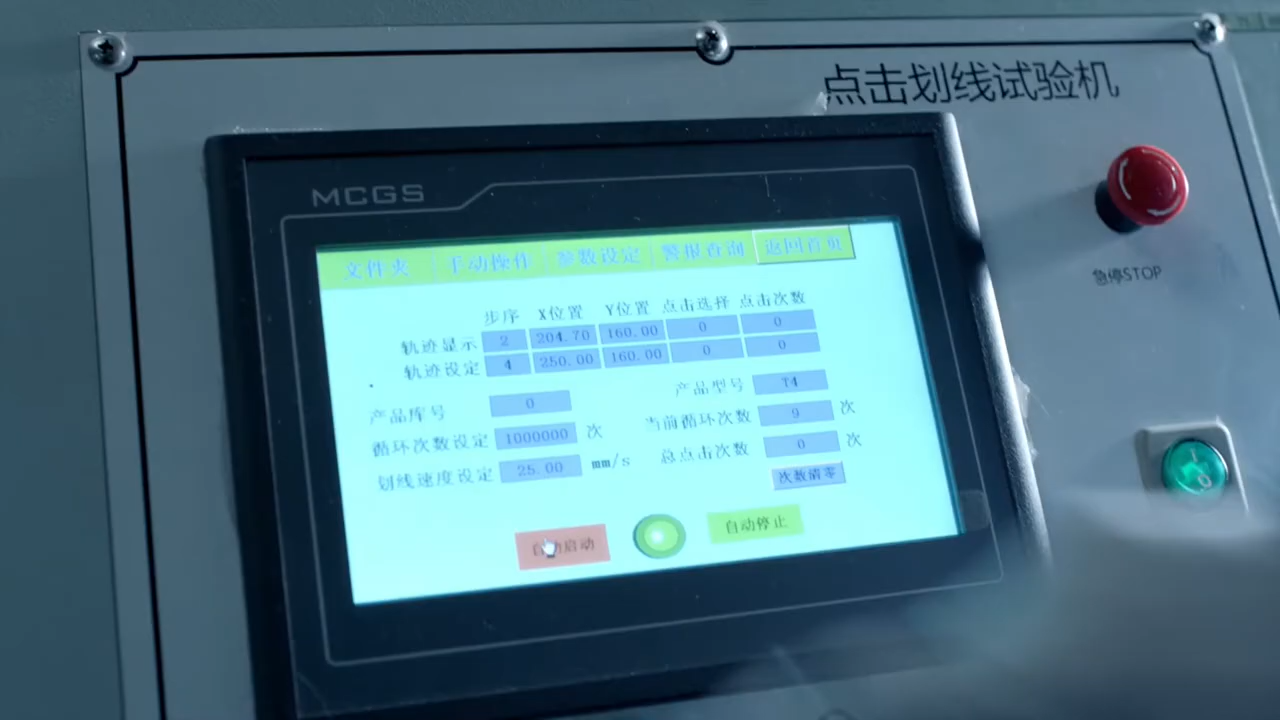 点击划线试验机
MCGS
文件夹 手动操作 参数设定 警报查询 返回首页
步序 X位置 Y位置 点击选择 点击次数
轨迹显示 2 204.70 160.00 0 0
轨迹设定 4 250.00 160.00 0 0
产品型号 T4
产品库号 0
当前循环次数 9 次
循环次数设定 1000000 次
总点击次数 0 次
划线速度设定 25.00 mm/s
次数清零
自动启动 自动停止
急停STOP